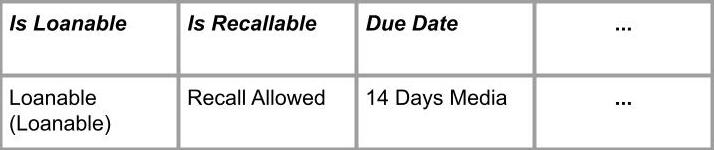 Is Loanable Is Recallable Due Date ...
Loanable Recall Allowed 14 Days Media ...
(Loanable)